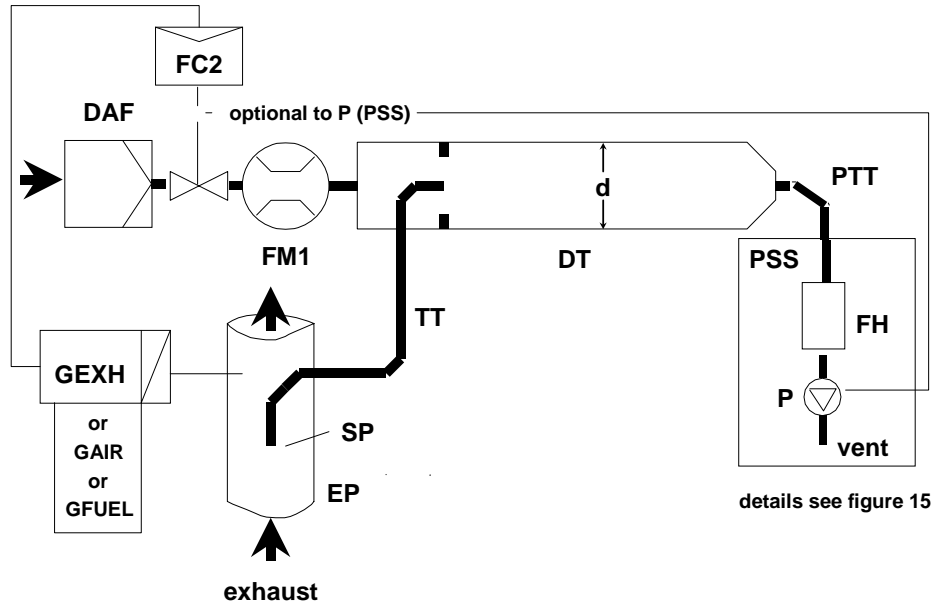 FC2
DAF
optional to P (PSS)
d
PTT
FM1
DT
PSS
TT
FH
GEXH
P
or
GAIR
or
GFUEL
SP
vent
EP
details see figure 15
exhaust